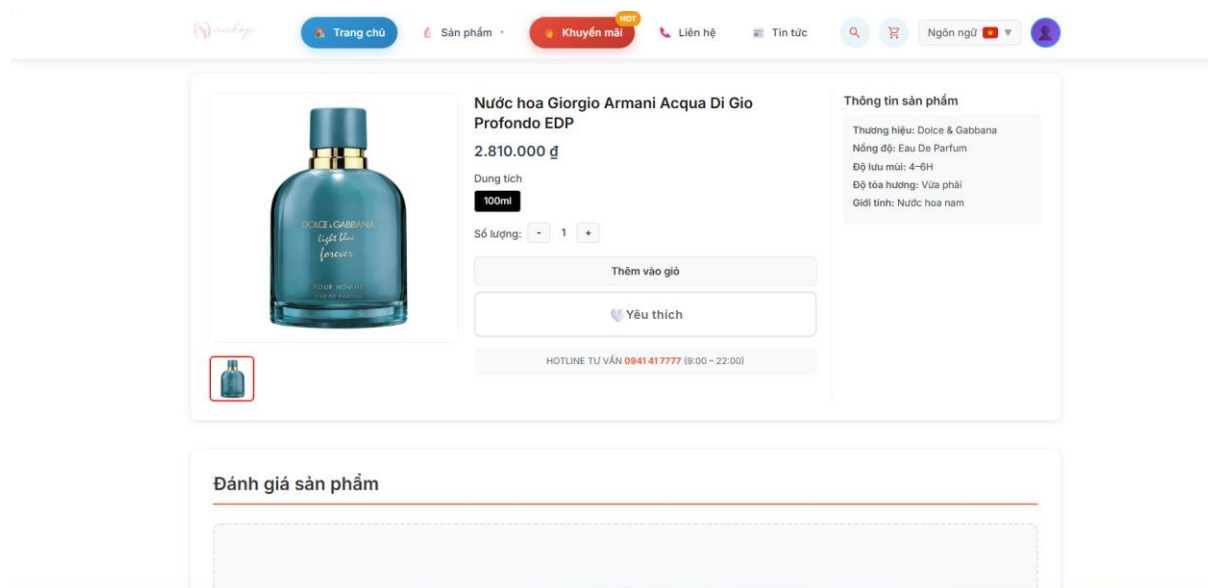 Trang chủ
Sản phẩm
Khuyến mãi
HOT
Liên hệ
Tin tức
Ngôn ngữ
DOLCE & GABBANA
light blue
forever
POUR HOMME
EAU DE PARFUM
Nước hoa Giorgio Armani Acqua Di Gio
Profondo EDP
2.810.000 ₫
Dung tích
100ml
Số lượng: - 1 +
Thêm vào giỏ
Yêu thích
HOTLINE TƯ VẤN 0941 41 7777 (9:00 – 22:00)
Thông tin sản phẩm
Thương hiệu: Dolce & Gabbana
Nồng độ: Eau De Parfum
Độ lưu mùi: 4–6H
Độ tỏa hương: Vừa phải
Giới tính: Nước hoa nam
Đánh giá sản phẩm